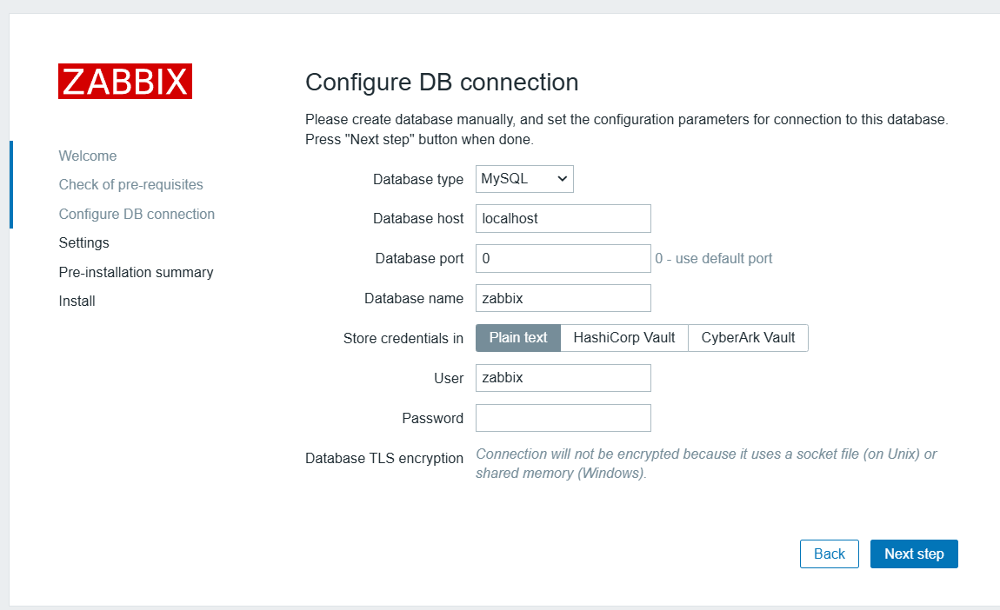 ZABBIX
Welcome
Check of pre-requisites
Configure DB connection
Settings
Pre-installation summary
Install
Configure DB connection
Please create database manually, and set the configuration parameters for connection to this database.
Press "Next step" button when done.
Database type MySQL
Database host localhost
Database port 0 0 - use default port
Database name zabbix
Store credentials in Plain text HashiCorp Vault CyberArk Vault
User zabbix
Password
Database TLS encryption Connection will not be encrypted because it uses a socket file (on Unix) or
shared memory (Windows).
Back Next step